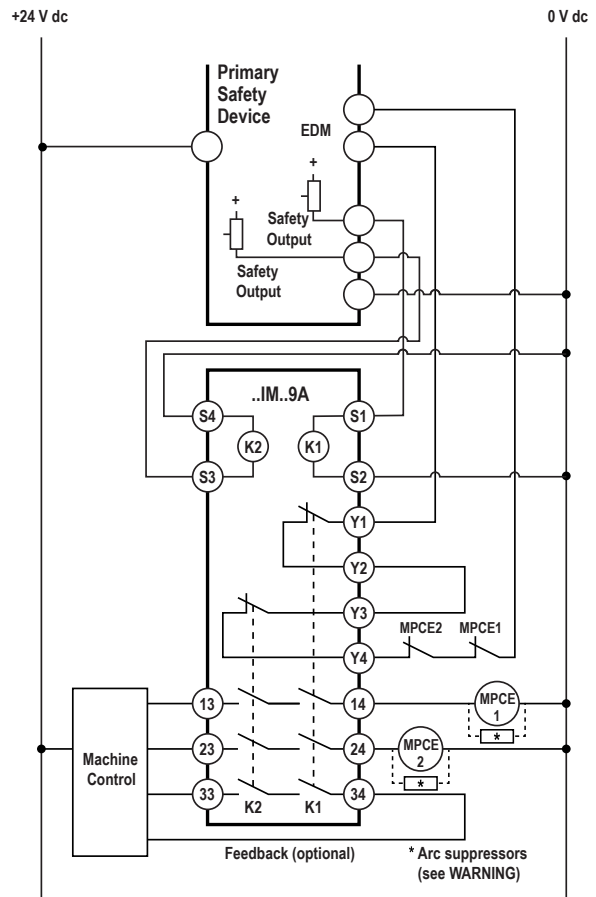 +24 V dc
0 V dc
Primary
Safety
Device
EDM
+
+
Safety
Output
Safety
Output
..IM..9A
S4
S1
K2
K1
S3
S2
Y1
Y2
Y3
MPCE2
MPCE1
Y4
13
14
MPCE
1
*
23
24
MPCE
2
*
Machine
Control
33
K2
K1
34
Feedback (optional)
* Arc suppressors
(see WARNING)